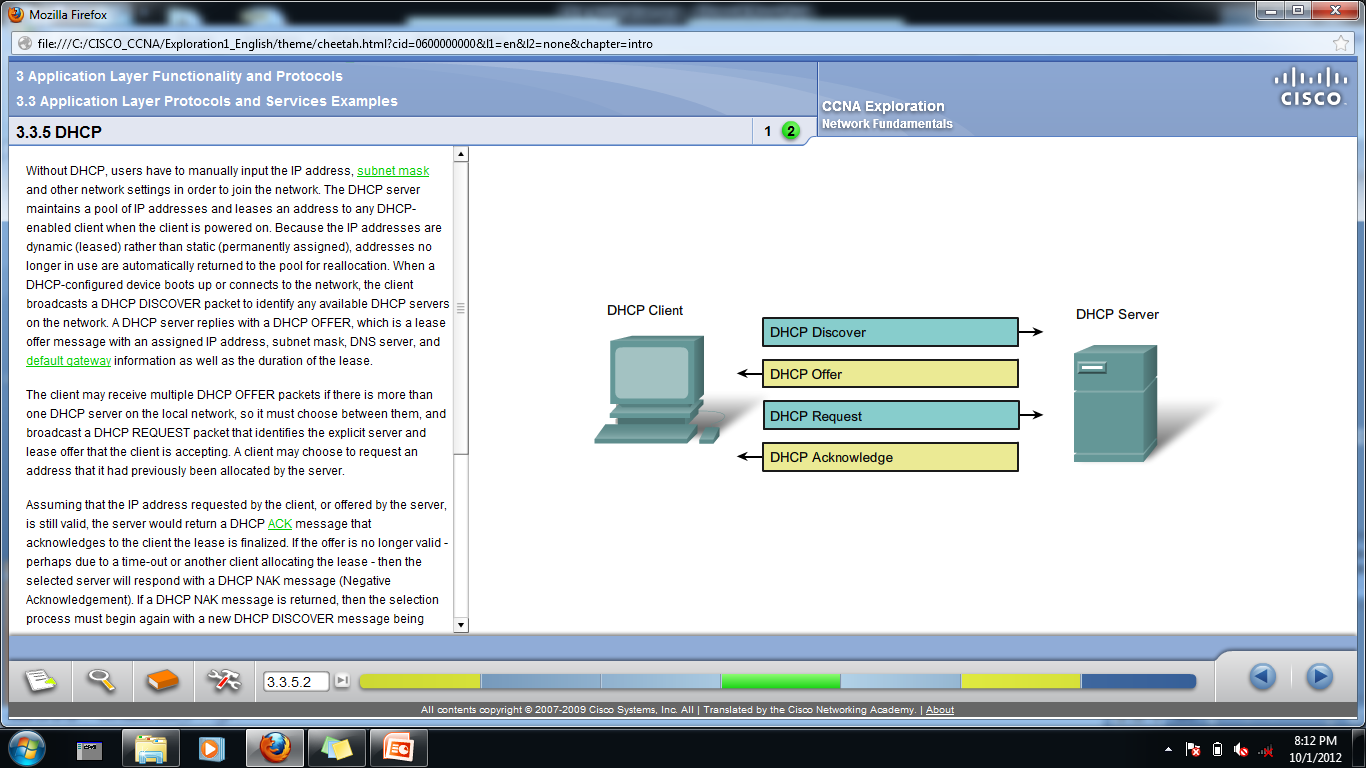 Mozilla Firefox
file:///C:/CISCO_CCNA/Exploration1_English/theme/cheetah.html?cid=0600000000&l1=en&l2=none&chapter=intro
3 Application Layer Functionality and Protocols
3.3 Application Layer Protocols and Services Examples
CISCO.
CCNA Exploration
Network Fundamentals
3.3.5 DHCP
1 2
Without DHCP, users have to manually input the IP address, subnet mask
and other network settings in order to join the network. The DHCP server
maintains a pool of IP addresses and leases an address to any DHCP-
enabled client when the client is powered on. Because the IP addresses are
dynamic (leased) rather than static (permanently assigned), addresses no
longer in use are automatically returned to the pool for reallocation. When a
DHCP-configured device boots up or connects to the network, the client
broadcasts a DHCP DISCOVER packet to identify any available DHCP servers
on the network. A DHCP server replies with a DHCP OFFER, which is a lease
offer message with an assigned IP address, subnet mask, DNS server, and
default gateway information as well as the duration of the lease.
The client may receive multiple DHCP OFFER packets if there is more than
one DHCP server on the local network, so it must choose between them, and
broadcast a DHCP REQUEST packet that identifies the explicit server and
lease offer that the client is accepting. A client may choose to request an
address that it had previously been allocated by the server.
Assuming that the IP address requested by the client, or offered by the server,
is still valid, the server would return a DHCP ACK message that
acknowledges to the client the lease is finalized. If the offer is no longer valid -
perhaps due to a time-out or another client allocating the lease - then the
selected server will respond with a DHCP NAK message (Negative
Acknowledgement). If a DHCP NAK message is returned, then the selection
process must begin again with a new DHCP DISCOVER message being
DHCP Client
DHCP Server
DHCP Discover
DHCP Offer
DHCP Request
DHCP Acknowledge
3.3.5.2
All contents copyright © 2007-2009 Cisco Systems, Inc. All | Translated by the Cisco Networking Academy. | About
8:12 PM
10/1/2012